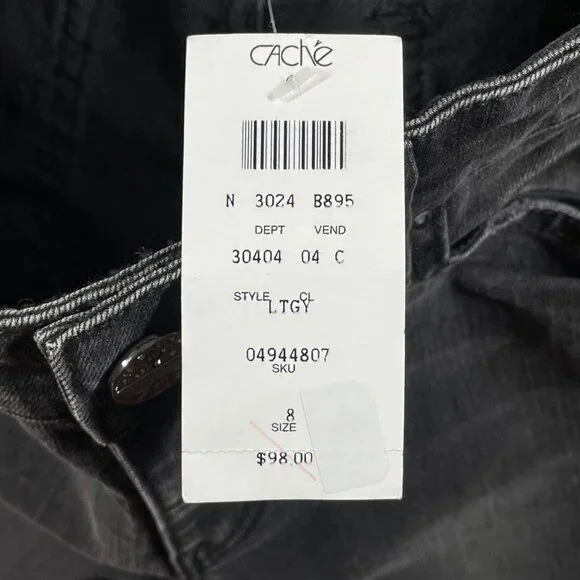 CACHÉ
N 3024 B895
DEPT VEND
30404 04 C
STYLE CL
LTGY
04944807
SKU
8
SIZE
$98.00